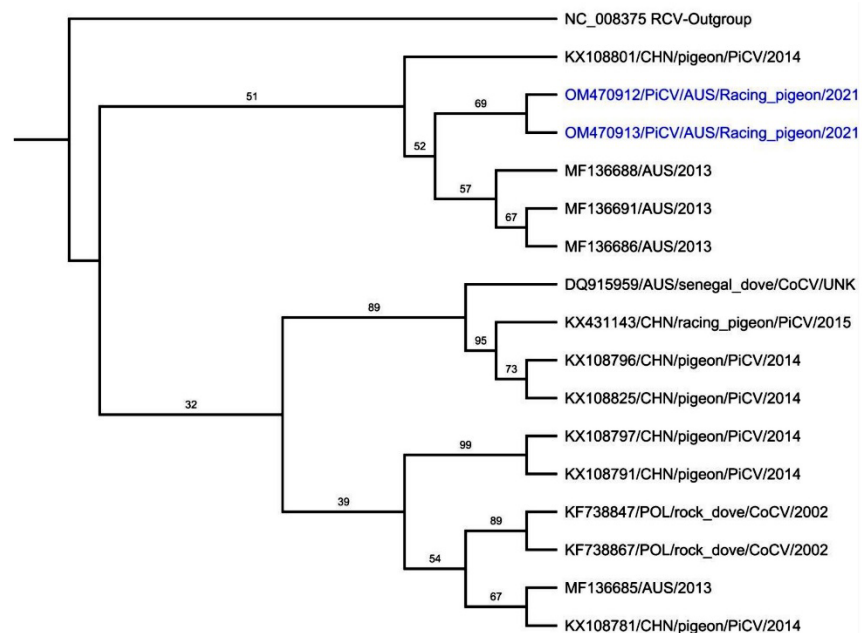 NC_008375 RCV-Outgroup
KX108801/CHN/pigeon/PiCV/2014
51
OM470912/PiCV/AUS/Racing_pigeon/2021
69
OM470913/PiCV/AUS/Racing_pigeon/2021
52
MF136688/AUS/2013
57
MF136691/AUS/2013
67
MF136686/AUS/2013
DQ915959/AUS/senegal_dove/CoCV/UNK
89
KX431143/CHN/racing_pigeon/PiCV/2015
95
KX108796/CHN/pigeon/PiCV/2014
73
KX108825/CHN/pigeon/PiCV/2014
32
KX108797/CHN/pigeon/PiCV/2014
99
KX108791/CHN/pigeon/PiCV/2014
39
KF738847/POL/rock_dove/CoCV/2002
89
KF738867/POL/rock_dove/CoCV/2002
54
MF136685/AUS/2013
67
KX108781/CHN/pigeon/PiCV/2014